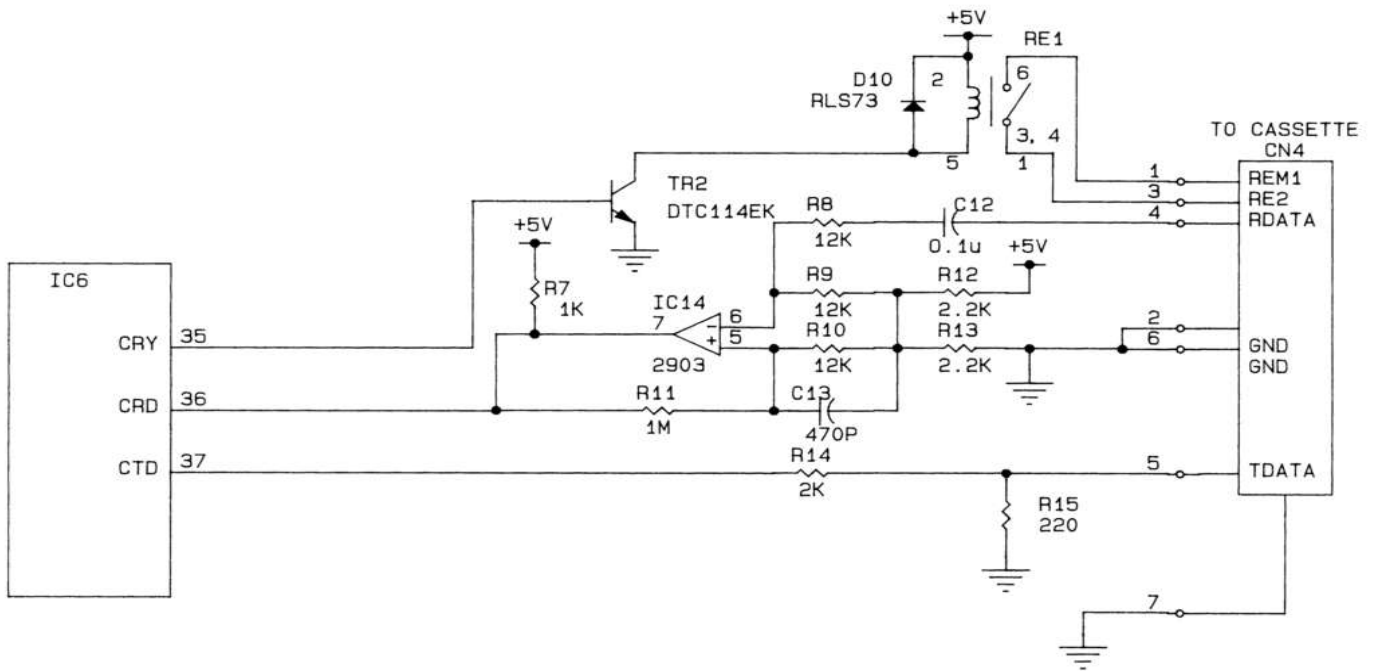 +5V
RE1
D10
RLS73
2
6
3, 4
5
1
TO CASSETTE
CN4
1
REM1
3
RE2
4
RDATA
TR2
DTC114EK
R8
12K
C12
0.1u
+5V
+5V
IC6
R7
1K
IC14
7
6
-
+
5
2903
R9
12K
R12
2.2K
R10
12K
R13
2.2K
2
6
GND
GND
CRY
35
CRD
36
R11
1M
C13
470P
CTD
37
R14
2K
5
TDATA
R15
220
7